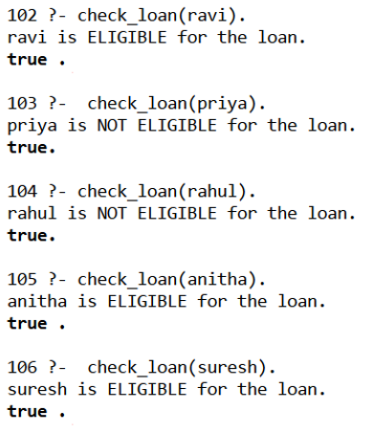 102 ?- check_loan(ravi).
ravi is ELIGIBLE for the loan.
true .
103 ?-  check_loan(priya).
priya is NOT ELIGIBLE for the loan.
true.
104 ?- check_loan(rahul).
rahul is NOT ELIGIBLE for the loan.
true.
105 ?- check_loan(anitha).
anitha is ELIGIBLE for the loan.
true .
106 ?-  check_loan(suresh).
suresh is ELIGIBLE for the loan.
true .